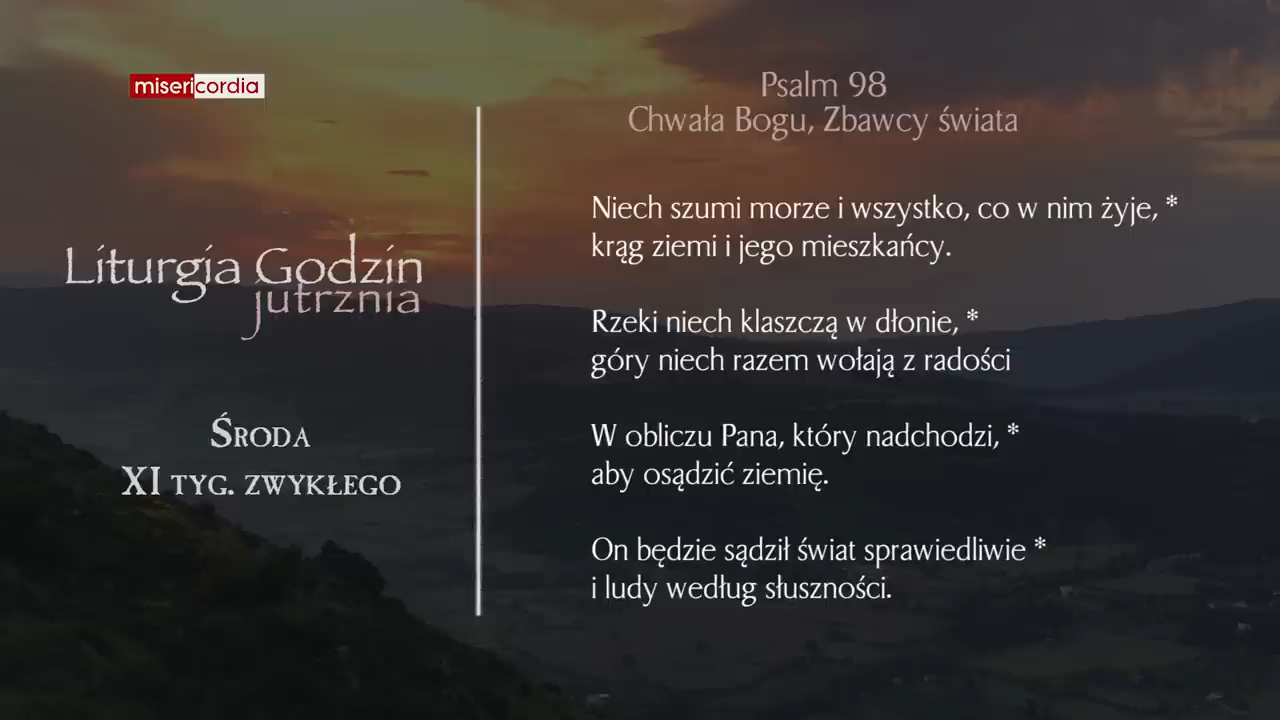 misericordia
Liturgia Godzin
jutrznia
Środa
XI tyg. zwykłego
Psalm 98
Chwała Bogu, Zbawcy świata
Niech szumi morze i wszystko, co w nim żyje, *
krąg ziemi i jego mieszkańcy.
Rzeki niech klaszczą w dłonie, *
góry niech razem wołają z radości
W obliczu Pana, który nadchodzi, *
aby osądzić ziemię.
On będzie sądził świat sprawiedliwie *
i ludy według słuszności.